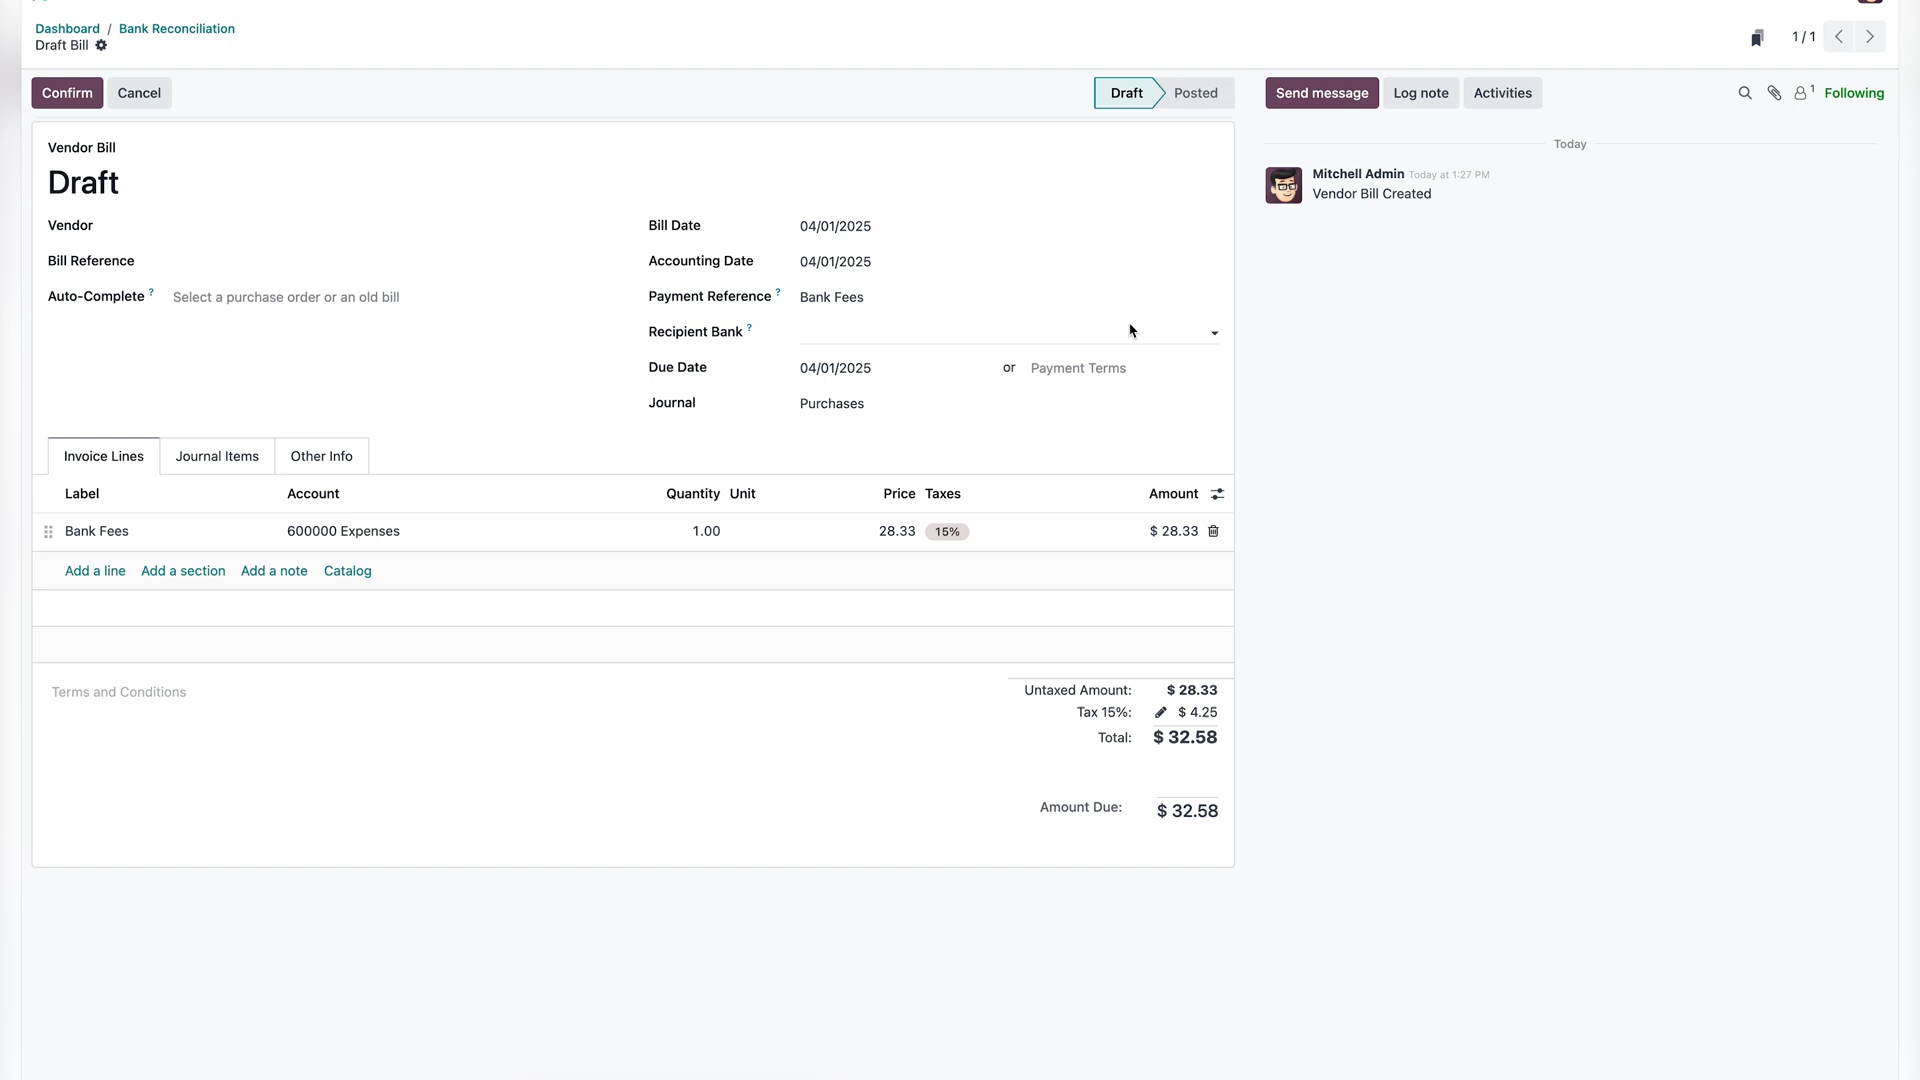 Dashboard / Bank Reconciliation
Draft Bill
1 / 1
Confirm Cancel
Draft Posted
Send message Log note Activities
1 Following
Vendor Bill
Draft
Vendor
Bill Reference
Auto-Complete ? Select a purchase order or an old bill
Bill Date 04/01/2025
Accounting Date 04/01/2025
Payment Reference ? Bank Fees
Recipient Bank ?
Due Date 04/01/2025 or Payment Terms
Journal Purchases
Today
Mitchell Admin Today at 1:27 PM
Vendor Bill Created
Invoice Lines Journal Items Other Info
Label Account Quantity Unit Price Taxes Amount
Bank Fees 600000 Expenses 1.00 28.33 15% $ 28.33
Add a line Add a section Add a note Catalog
Terms and Conditions
Untaxed Amount: $ 28.33
Tax 15%: $ 4.25
Total: $ 32.58
Amount Due: $ 32.58